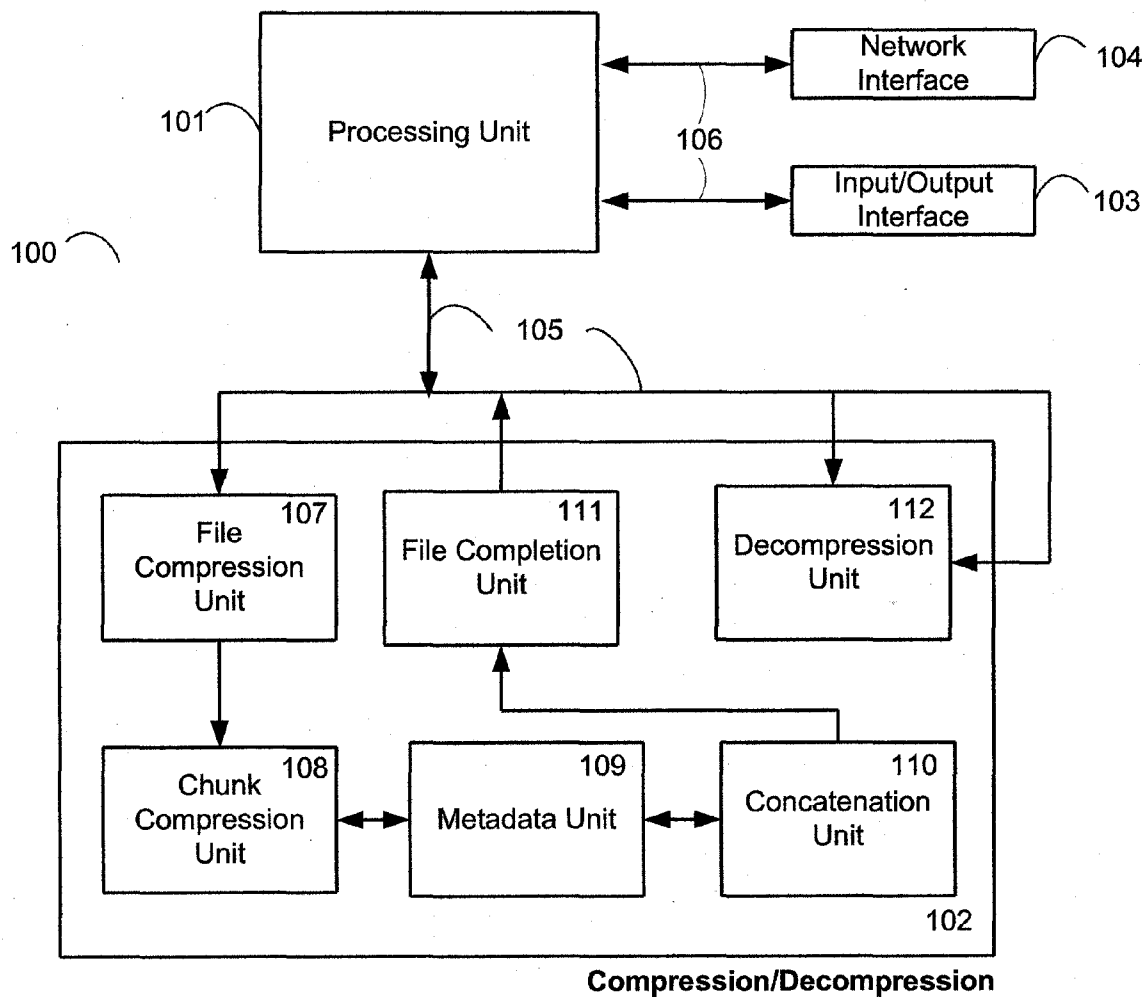 Processing Unit
101
Network
Interface
104
106
Input/Output
Interface
103
100
105
107
File
Compression
Unit
111
File Completion
Unit
112
Decompression
Unit
108
Chunk
Compression
Unit
109
Metadata Unit
110
Concatenation
Unit
102
Compression/Decompression